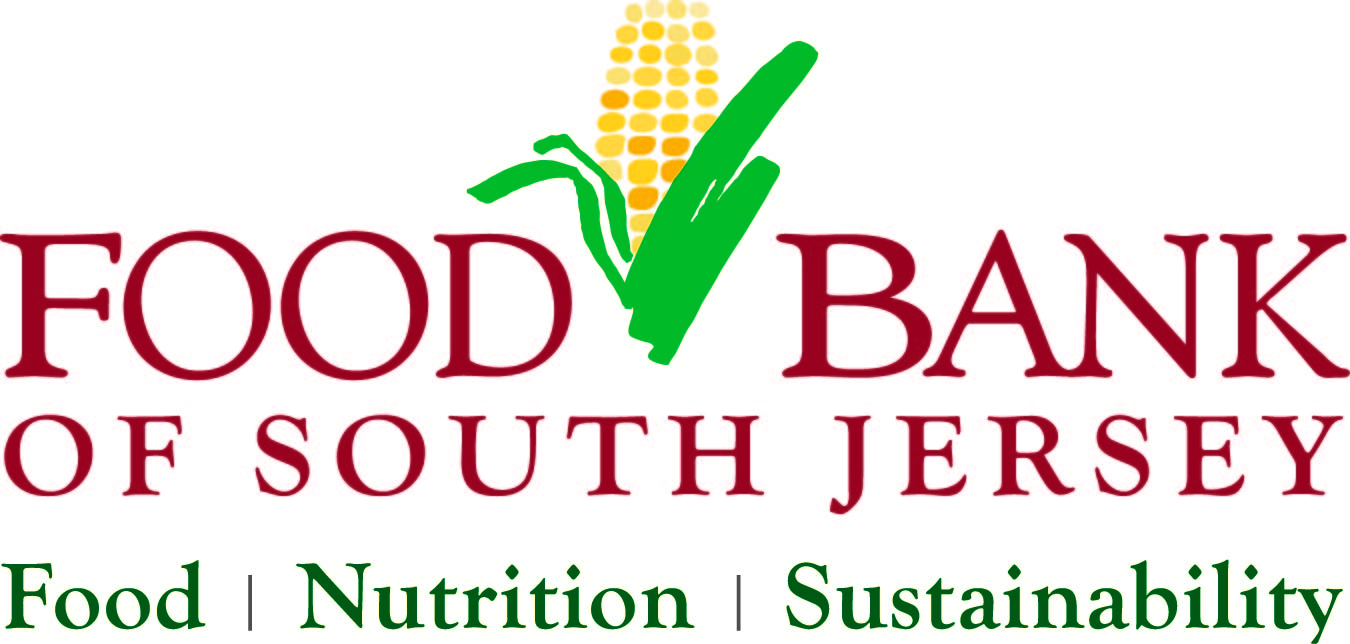 FOOD BANK
OF SOUTH JERSEY
Food | Nutrition | Sustainability